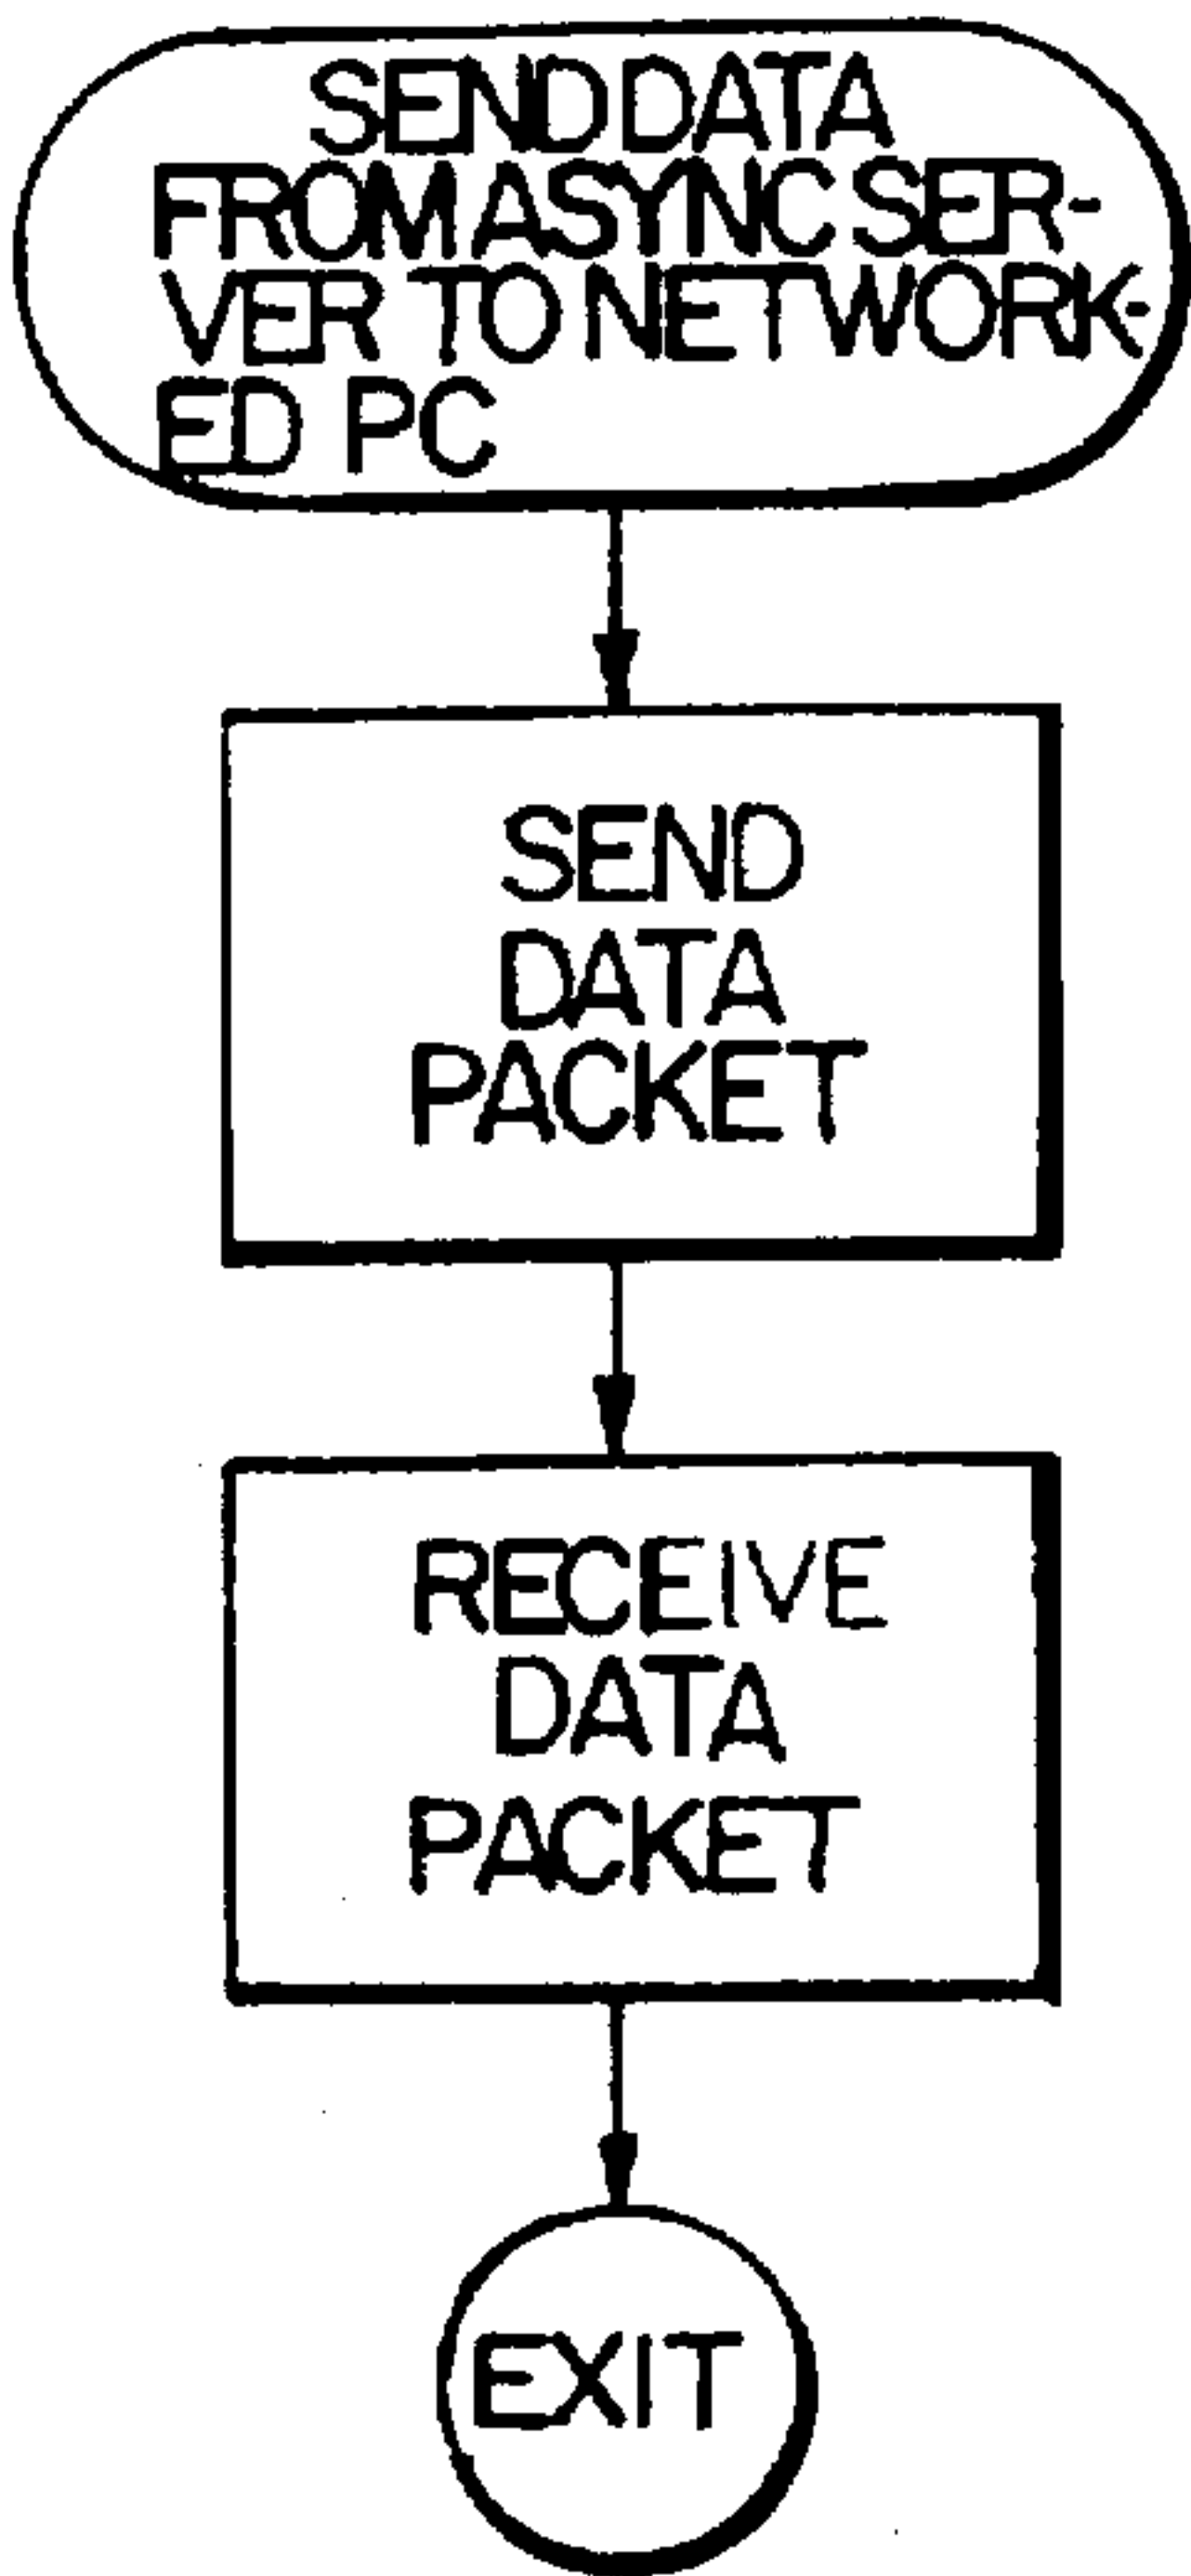 SEND DATA
FROM ASYNC SER-
VER TO NETWORK-
ED PC
SEND
DATA
PACKET
RECEIVE
DATA
PACKET
EXIT